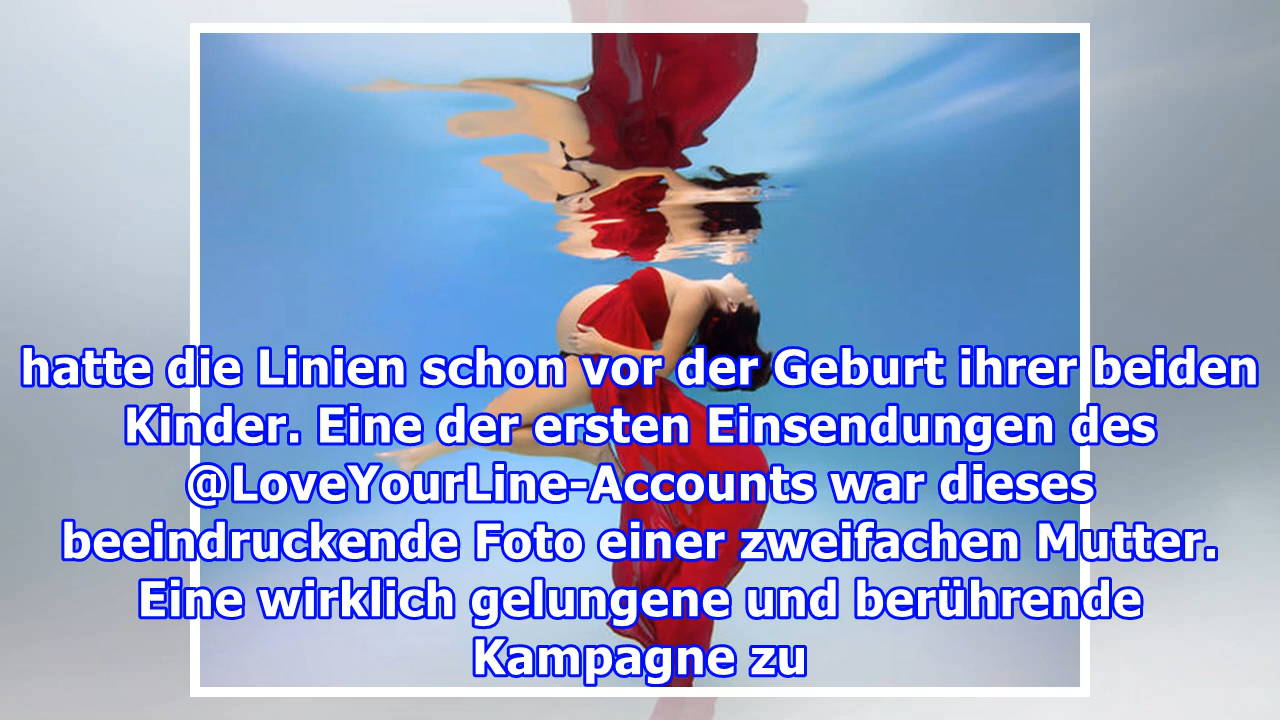 hatte die Linien schon vor der Geburt ihrer beiden
Kinder. Eine der ersten Einsendungen des
@LoveYourLine-Accounts war dieses
beeindruckende Foto einer zweifachen Mutter.
Eine wirklich gelungene und berührende
Kampagne zu